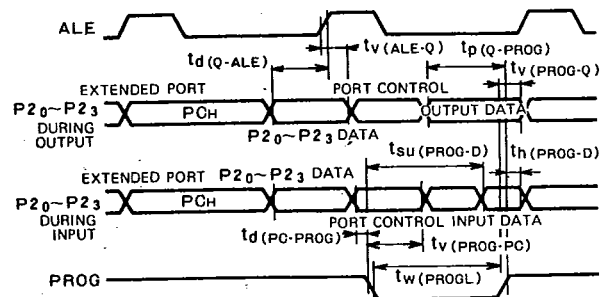 ALE
td(Q-ALE)
tv(ALE-Q)
tp(Q-PROG)
tv(PROG-Q)
EXTENDED PORT
PORT CONTROL
P20~P23
DURING
OUTPUT
PCH
OUTPUT DATA
P20~P23 DATA
tsu(PROG-D)
th(PROG-D)
EXTENDED PORT P20~P23 DATA
P20~P23
DURING
INPUT
PCH
PORT CONTROL INPUT DATA
td(PC-PROG)
tv(PROG-PC)
PROG
tw(PROGL)